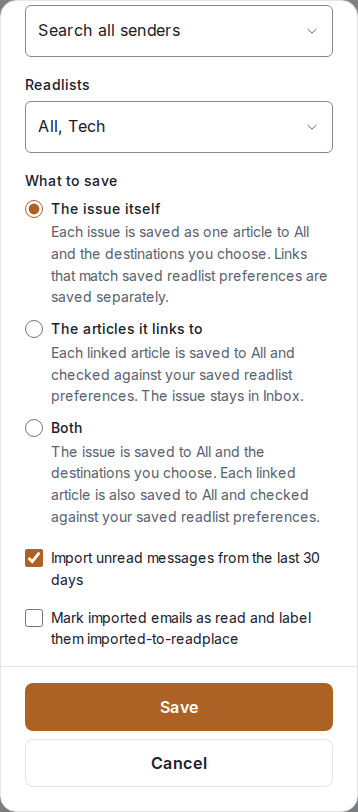 Search all senders
Readlists
All, Tech
What to save
The issue itself
Each issue is saved as one article to All
and the destinations you choose. Links
that match saved readlist preferences are
saved separately.
The articles it links to
Each linked article is saved to All and
checked against your saved readlist
preferences. The issue stays in Inbox.
Both
The issue is saved to All and the
destinations you choose. Each linked
article is also saved to All and checked
against your saved readlist preferences.
Import unread messages from the last 30
days
Mark imported emails as read and label
them imported-to-readplace
Save
Cancel